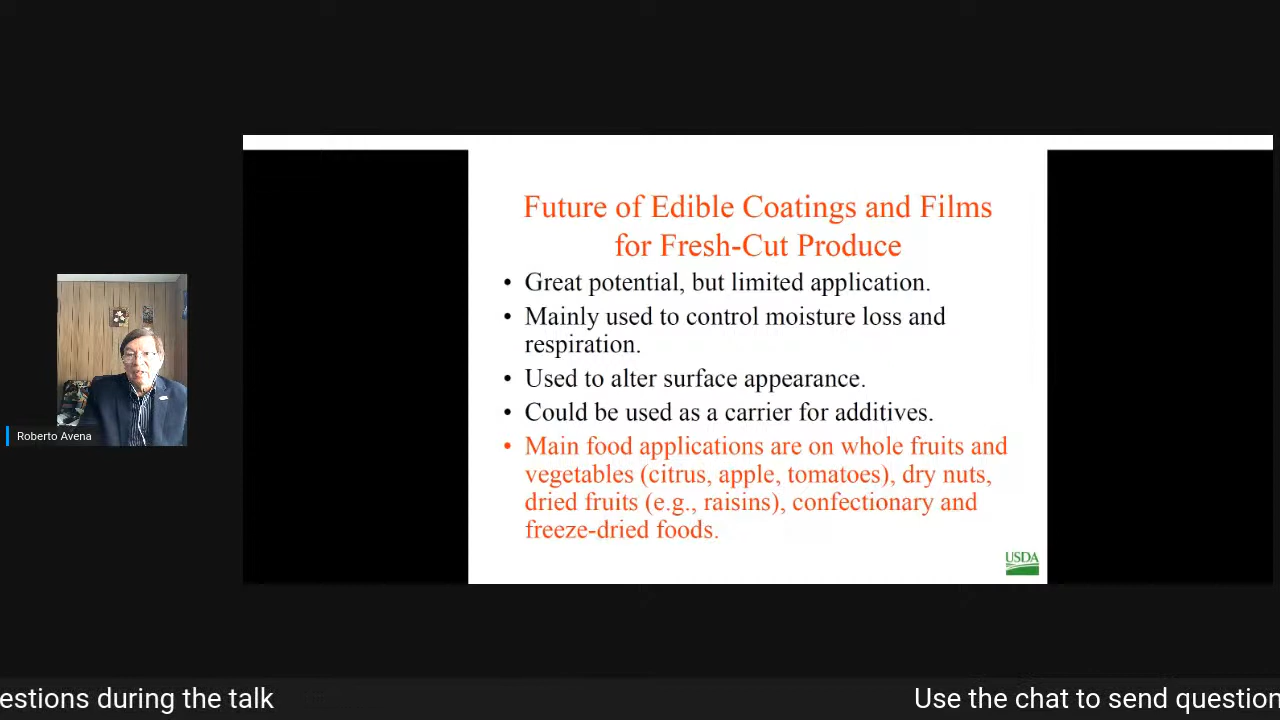 Future of Edible Coatings and Films
for Fresh-Cut Produce
• Great potential, but limited application.
• Mainly used to control moisture loss and
respiration.
• Used to alter surface appearance.
• Could be used as a carrier for additives.
• Main food applications are on whole fruits and
vegetables (citrus, apple, tomatoes), dry nuts,
dried fruits (e.g., raisins), confectionary and
freeze-dried foods.
USDA
Roberto Avena
estions during the talk
Use the chat to send question